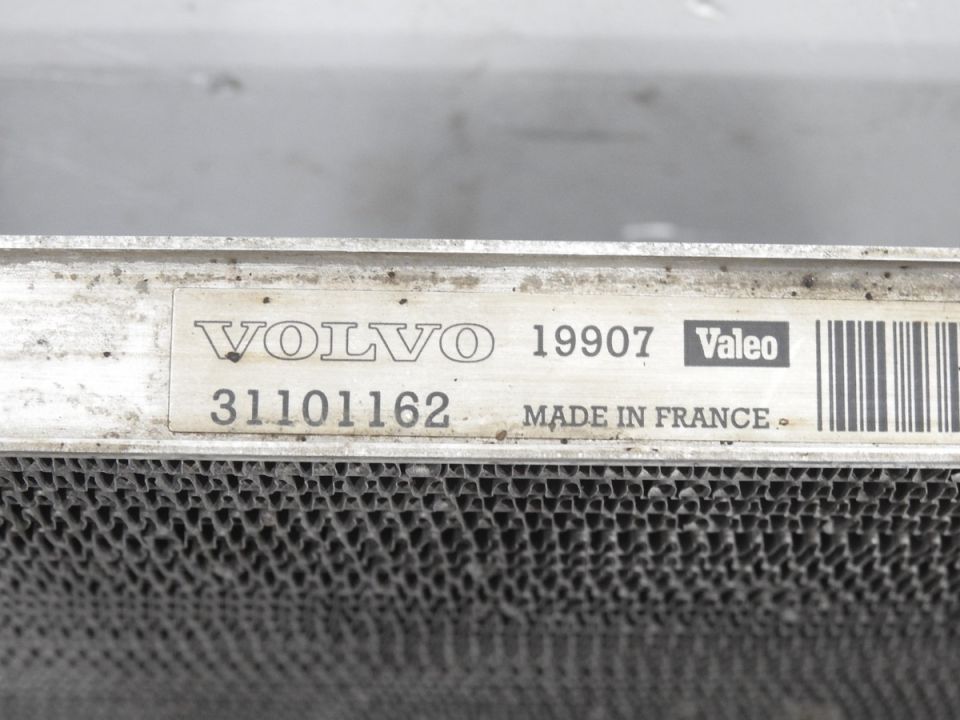 VOLVO 19907 Valeo
31101162 MADE IN FRANCE